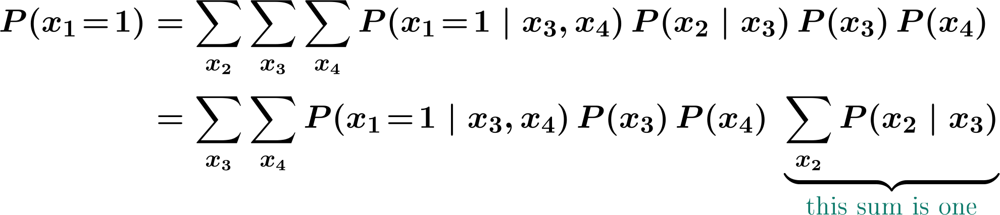 P(x₁=1) = ∑_{x₂} ∑_{x₃} ∑_{x₄} P(x₁=1 | x₃, x₄) P(x₂ | x₃) P(x₃) P(x₄)
= ∑_{x₃} ∑_{x₄} P(x₁=1 | x₃, x₄) P(x₃) P(x₄) ∑_{x₂} P(x₂ | x₃)
this sum is one